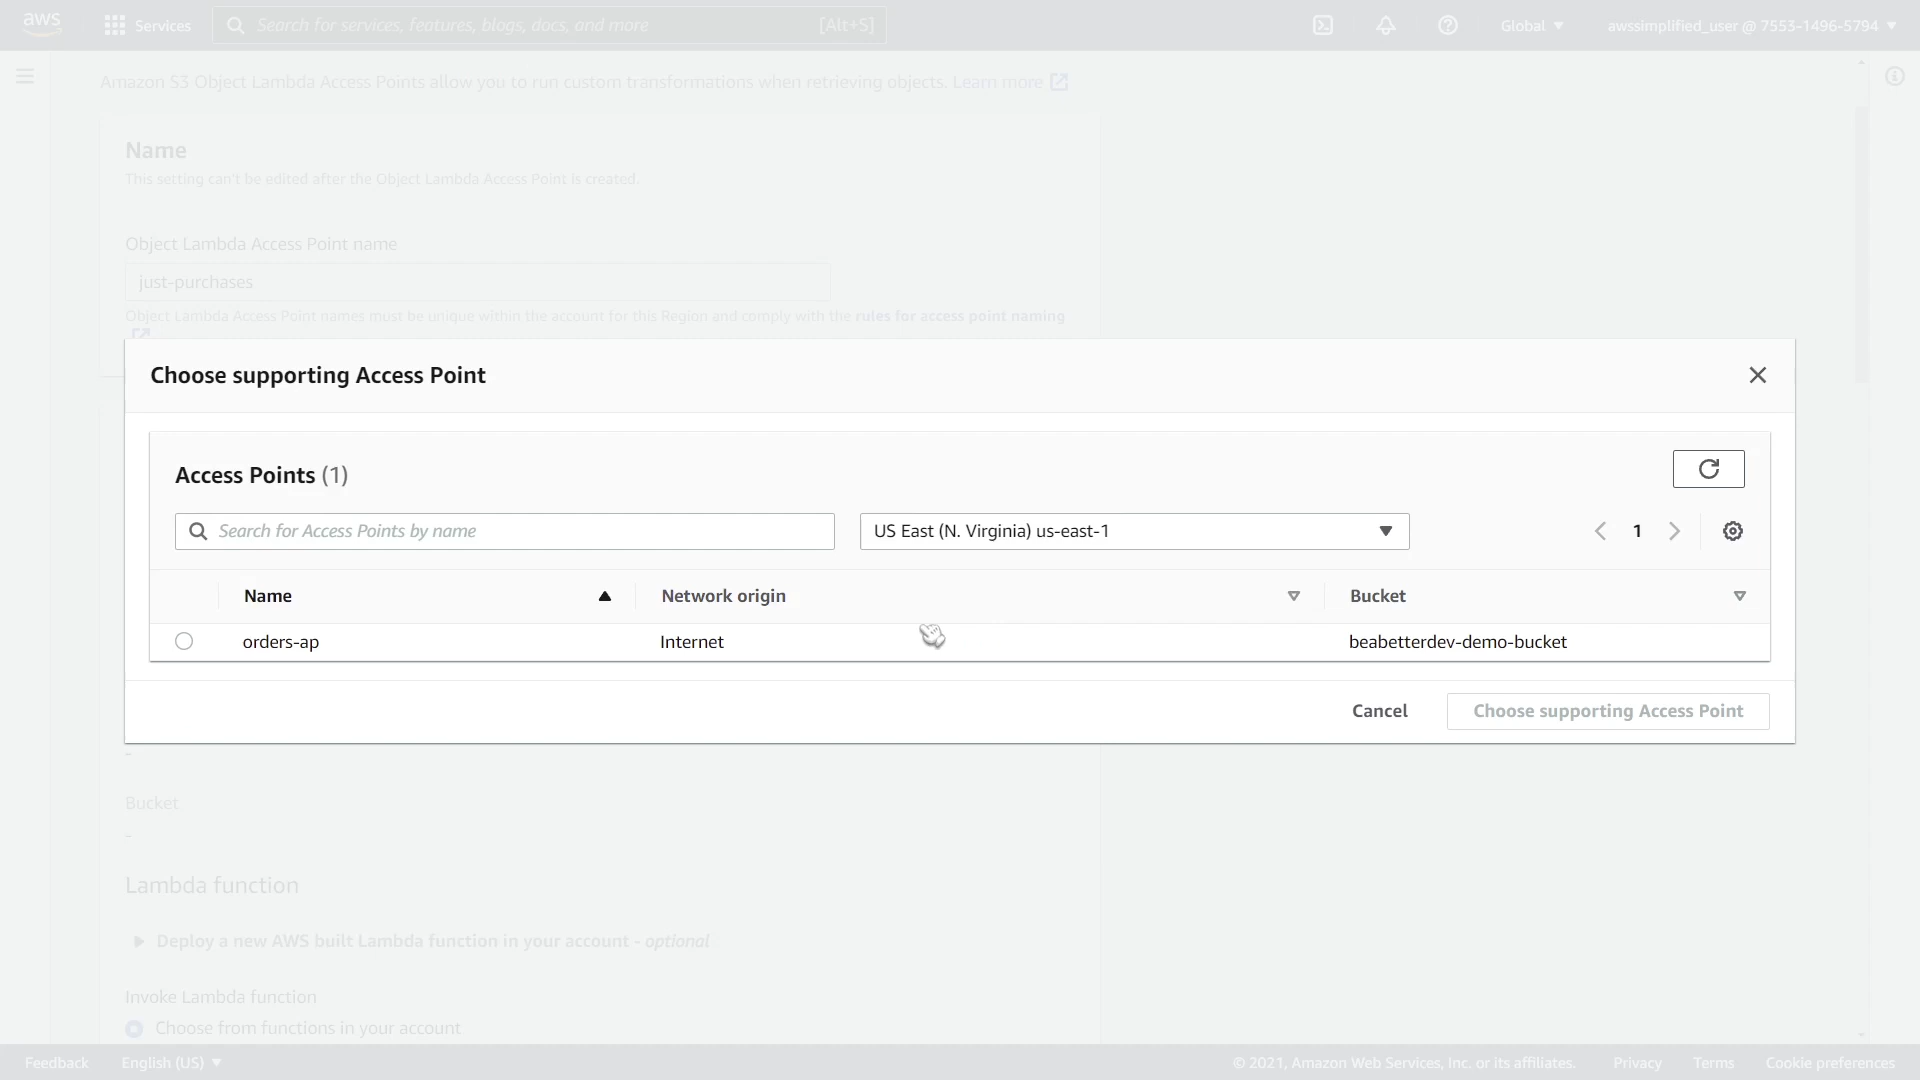 aws Services Search for services, features, blogs, docs, and more [Alt+S] Global awssimplified_user @ 7553-1496-5794
Amazon S3 Object Lambda Access Points allow you to run custom transformations when retrieving objects. Learn more
Name
This setting can't be edited after the Object Lambda Access Point is created.
Object Lambda Access Point name
just-purchases
Object Lambda Access Point names must be unique within the account for this Region and comply with the rules for access point naming
Choose supporting Access Point
Access Points (1)
Search for Access Points by name US East (N. Virginia) us-east-1 1
Name Network origin Bucket
orders-ap Internet beabetterdev-demo-bucket
Cancel Choose supporting Access Point
-
Bucket
-
Lambda function
Deploy a new AWS built Lambda function in your account - optional
Invoke Lambda function
Choose from functions in your account
Feedback English (US) © 2021, Amazon Web Services, Inc. or its affiliates. Privacy Terms Cookie preferences